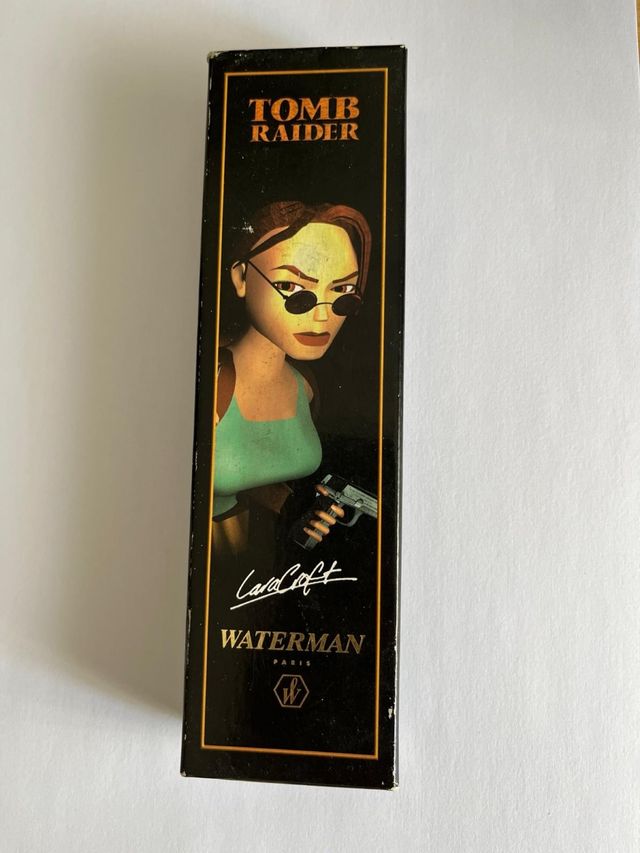 TOMB
RAIDER
Lara Croft
WATERMAN
PARIS
W